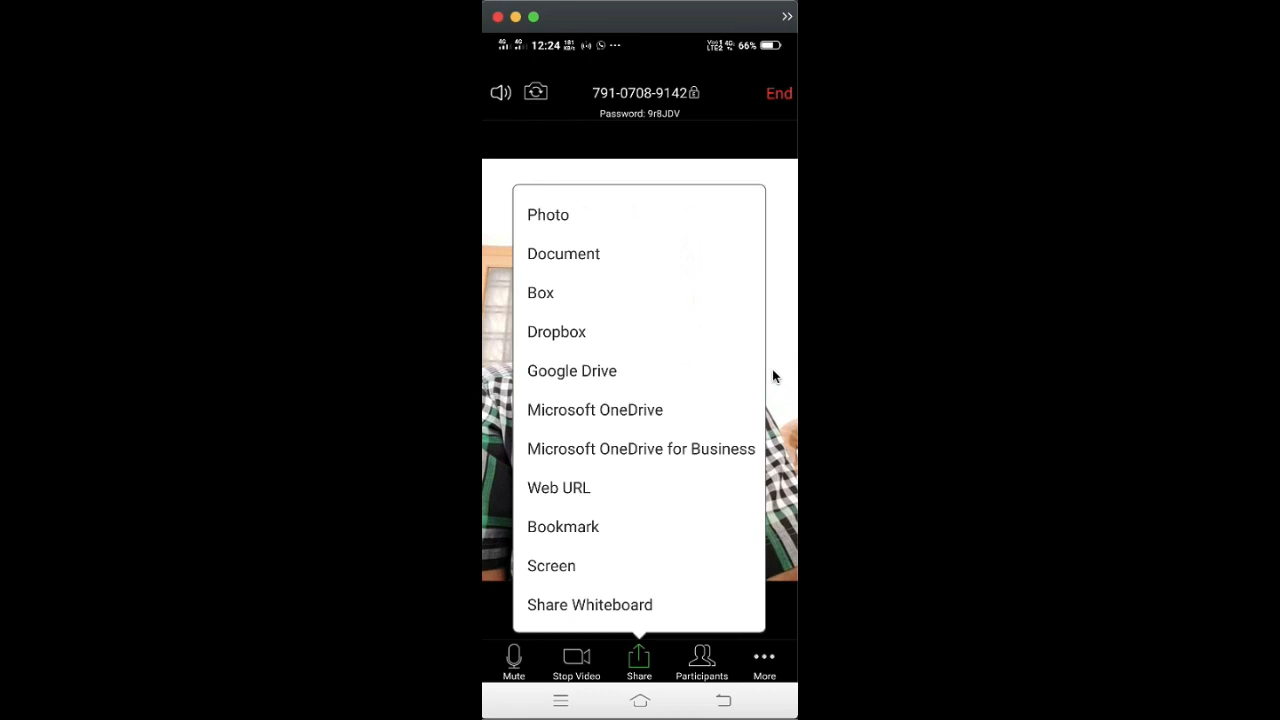 12:24 66%
791-0708-9142 End
Password: 9r8JDV
Photo
Document
Box
Dropbox
Google Drive
Microsoft OneDrive
Microsoft OneDrive for Business
Web URL
Bookmark
Screen
Share Whiteboard
Mute Stop Video Share Participants More